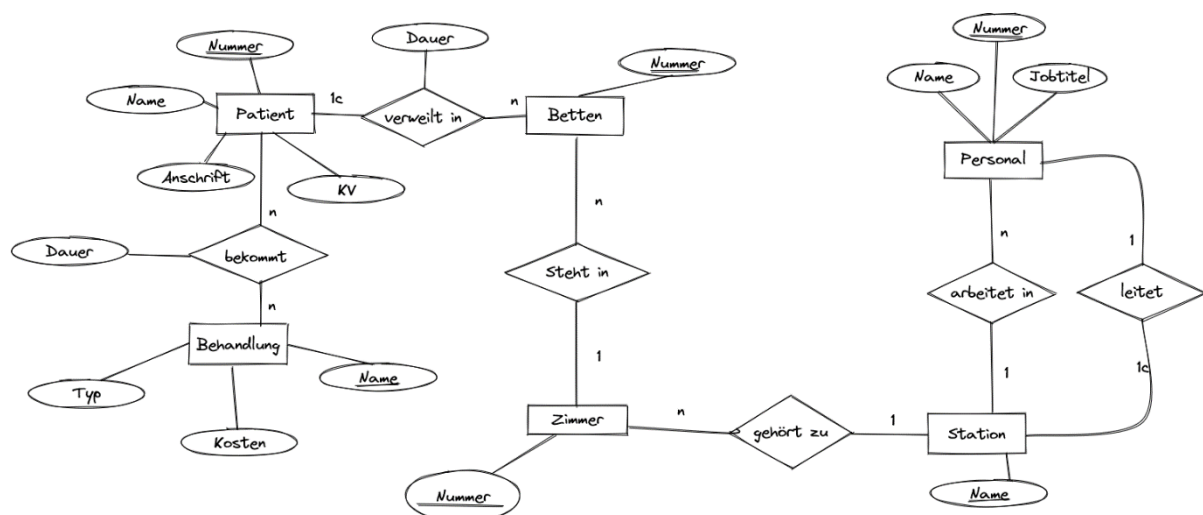 Nummer
Dauer
Nummer
Nummer
Name
Jobtitel
Name
1c
n
Patient
verweilt in
Betten
Personal
Anschrift
KV
n
n
n
1
Dauer
bekommt
Steht in
arbeitet in
leitet
n
Behandlung
1
1
1c
Typ
Name
Kosten
Zimmer
n
gehört zu
1
Station
Nummer
Name